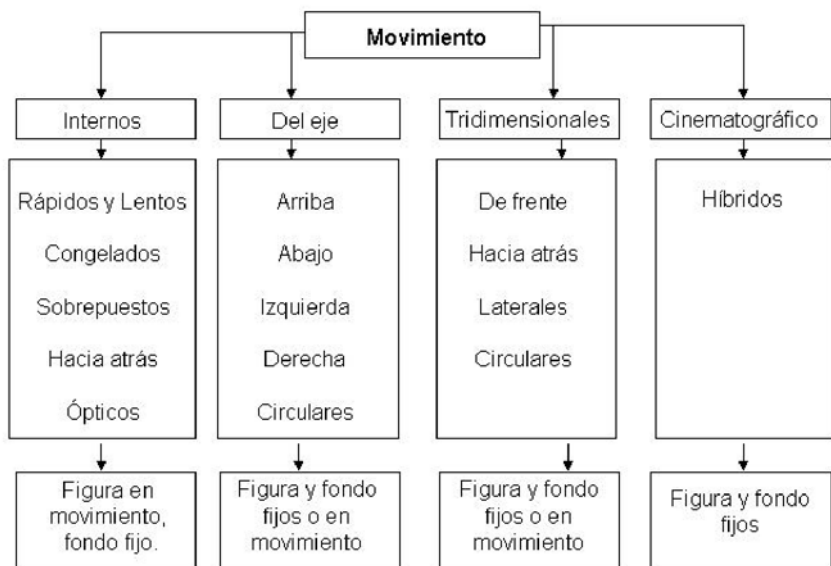 Movimiento
Internos
Del eje
Tridimensionales
Cinematográfico
Rápidos y Lentos
Congelados
Sobrepuestos
Hacia atrás
Ópticos
Arriba
Abajo
Izquierda
Derecha
Circulares
De frente
Hacia atrás
Laterales
Circulares
Híbridos
Figura en
movimiento,
fondo fijo.
Figura y fondo
fijos o en
movimiento
Figura y fondo
fijos o en
movimiento
Figura y fondo
fijos